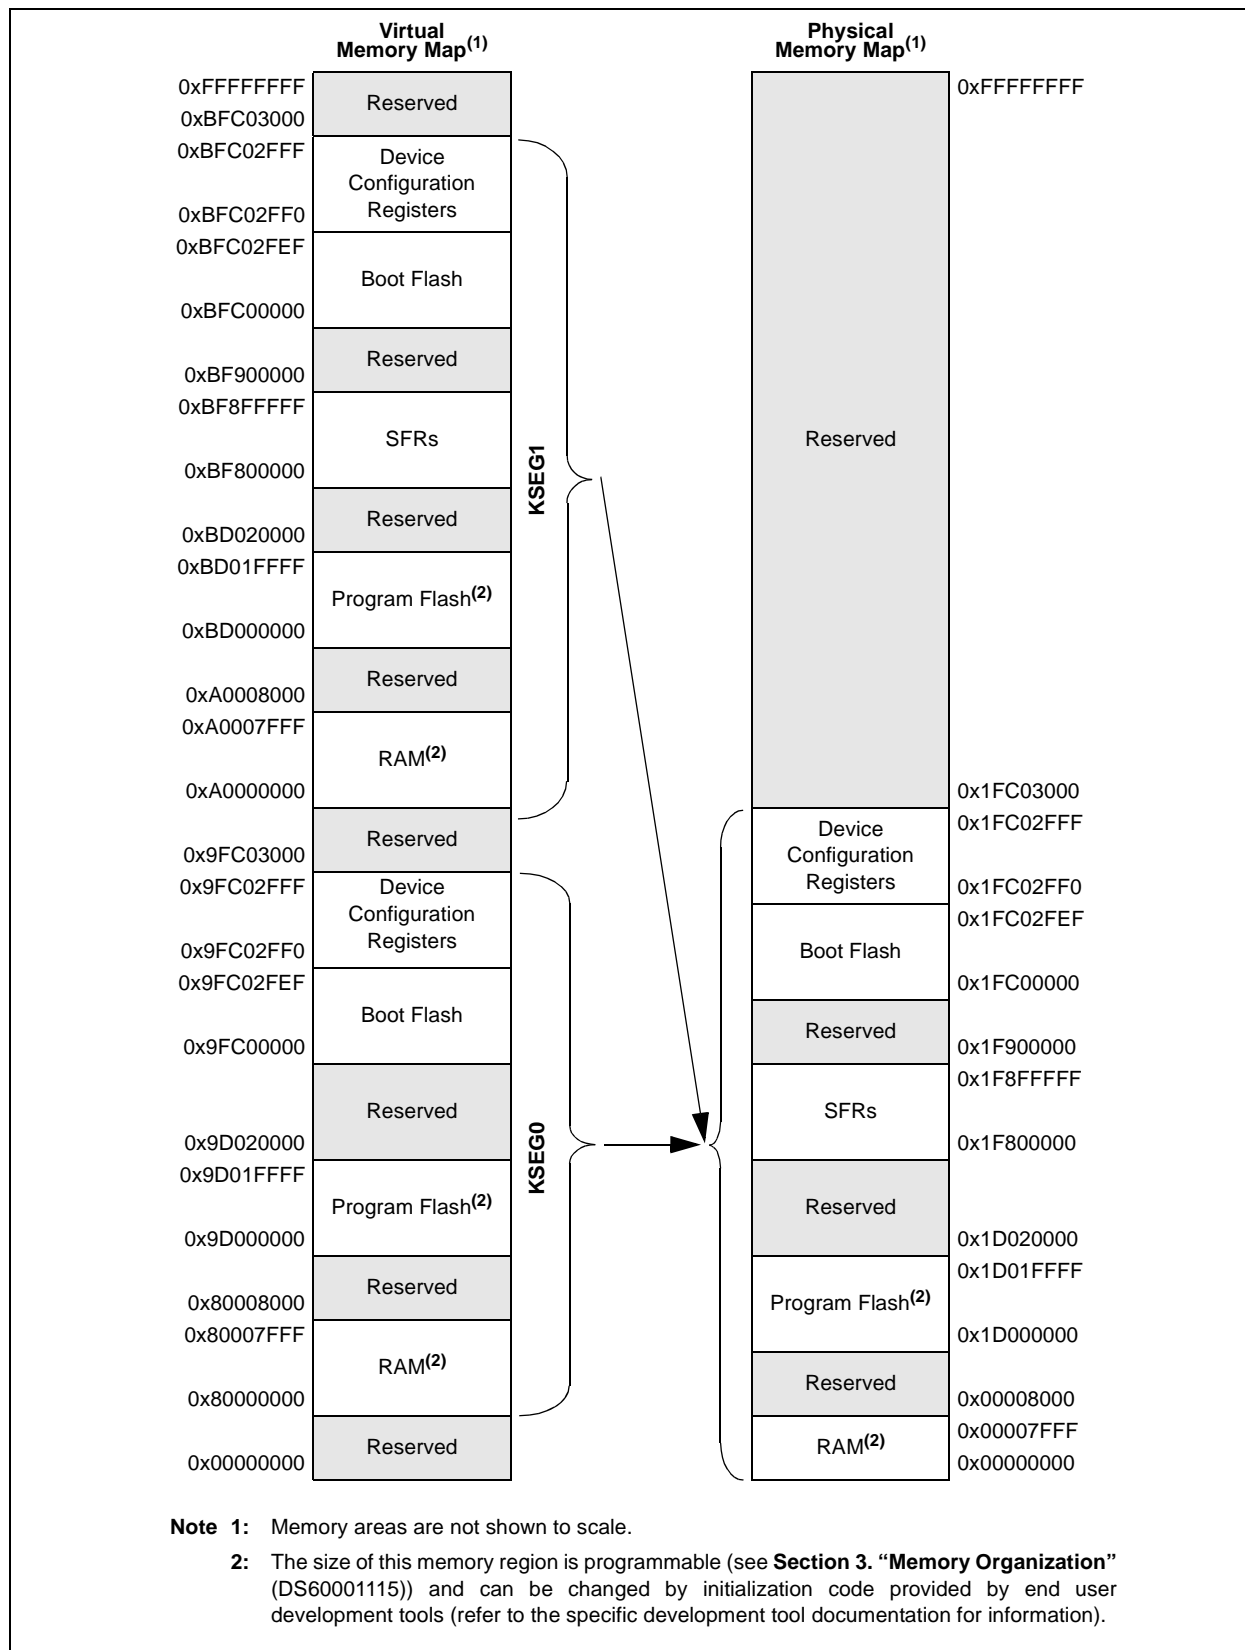 Virtual
Memory Map(1)
0xFFFFFFFF
Reserved
0xBFC03000
0xBFC02FFF
Device
Configuration
Registers
0xBFC02FF0
0xBFC02FEF
Boot Flash
0xBFC00000
Reserved
0xBF900000
0xBF8FFFFF
SFRs
0xBF800000
Reserved
0xBD020000
0xBD01FFFF
Program Flash(2)
0xBD000000
Reserved
0xA0008000
0xA0007FFF
RAM(2)
0xA0000000
Reserved
0x9FC03000
0x9FC02FFF
Device
Configuration
Registers
0x9FC02FF0
0x9FC02FEF
Boot Flash
0x9FC00000
Reserved
0x9D020000
0x9D01FFFF
Program Flash(2)
0x9D000000
Reserved
0x80008000
0x80007FFF
RAM(2)
0x80000000
Reserved
0x00000000
KSEG1
KSEG0
Physical
Memory Map(1)
0xFFFFFFFF
Reserved
0x1FC03000
0x1FC02FFF
Device
Configuration
Registers
0x1FC02FF0
0x1FC02FEF
Boot Flash
0x1FC00000
Reserved
0x1F900000
0x1F8FFFFF
SFRs
0x1F800000
Reserved
0x1D020000
0x1D01FFFF
Program Flash(2)
0x1D000000
Reserved
0x00008000
0x00007FFF
RAM(2)
0x00000000
Note 1: Memory areas are not shown to scale.
2: The size of this memory region is programmable (see Section 3. “Memory Organization”
(DS60001115)) and can be changed by initialization code provided by end user
development tools (refer to the specific development tool documentation for information).